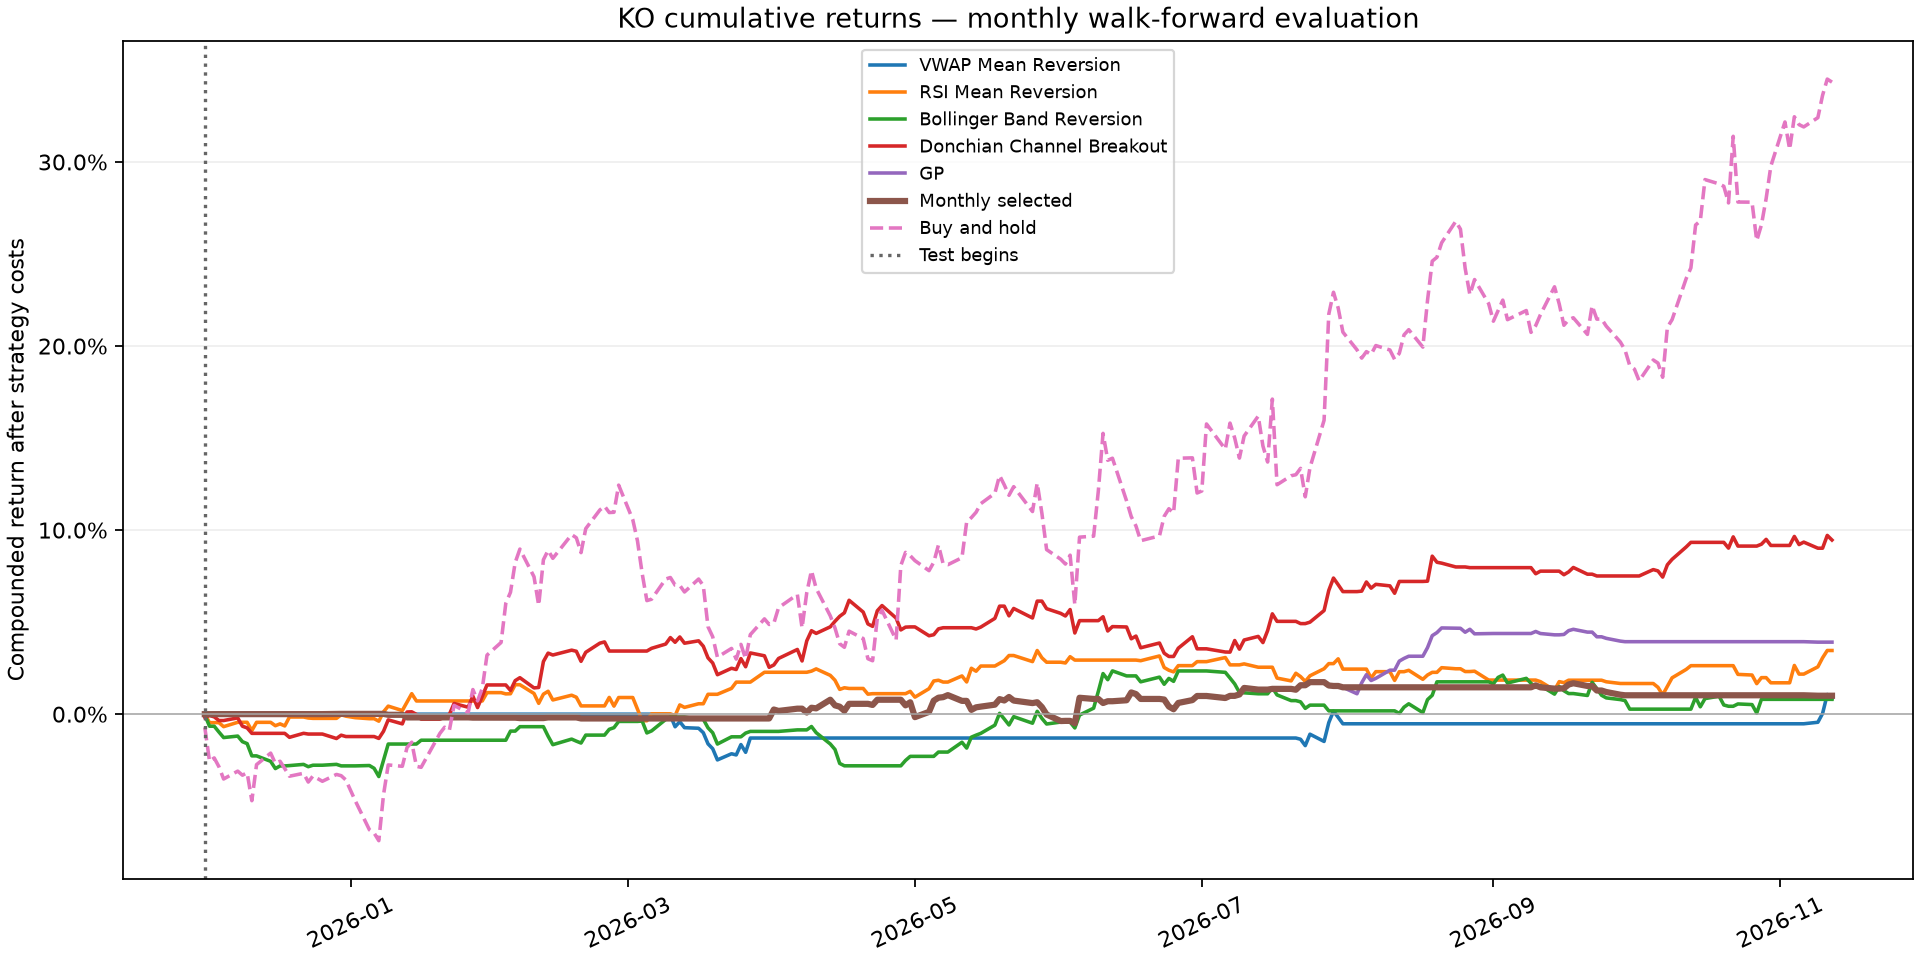 KO cumulative returns — monthly walk-forward evaluation
VWAP Mean Reversion
RSI Mean Reversion
Bollinger Band Reversion
Donchian Channel Breakout
GP
Monthly selected
Buy and hold
Test begins
Compounded return after strategy costs
30.0%
20.0%
10.0%
0.0%
2026-01
2026-03
2026-05
2026-07
2026-09
2026-11